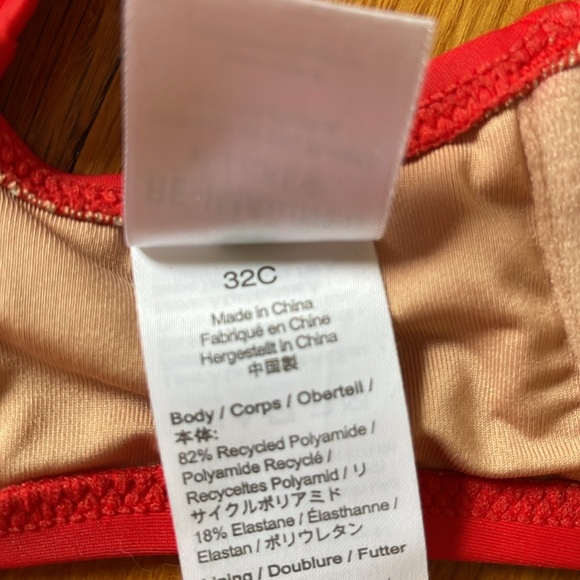 32C
Made in China
Fabriqué en Chine
Hergestellt in China
中国製
Body / Corps / Oberteil /
本体:
82% Recycled Polyamide /
Polyamide Recyclé /
Recyceltes Polyamid / リ
サイクルポリアミド
18% Elastane / Élasthanne /
Elastan / ポリウレタン
Lining / Doublure / Futter